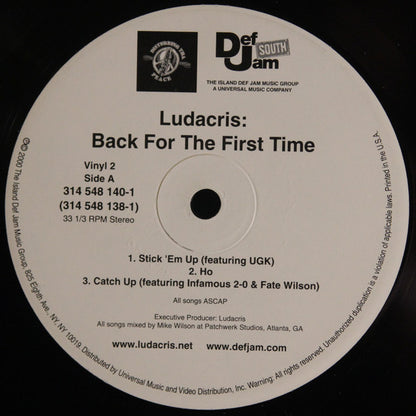 DISTURBING THA
PEACE
Def
Jam
SOUTH
THE ISLAND DEF JAM MUSIC GROUP
A UNIVERSAL MUSIC COMPANY
Ludacris:
Back For The First Time
Vinyl 2
Side A
314 548 140-1
(314 548 138-1)
33 1/3 RPM Stereo
1. Stick 'Em Up (featuring UGK)
2. Ho
3. Catch Up (featuring Infamous 2-0 & Fate Wilson)
All songs ASCAP
Executive Producer: Ludacris
All songs mixed by Mike Wilson at Patchwork Studios, Atlanta, GA
www.ludacris.net www.defjam.com
℗© 2000 The Island Def Jam Music Group, 825 Eighth Ave., NY, NY 10019. Distributed by Universal Music and Video Distribution, Inc. Warning: All rights reserved. Unauthorized duplication is a violation of applicable laws. Printed in the U.S.A.